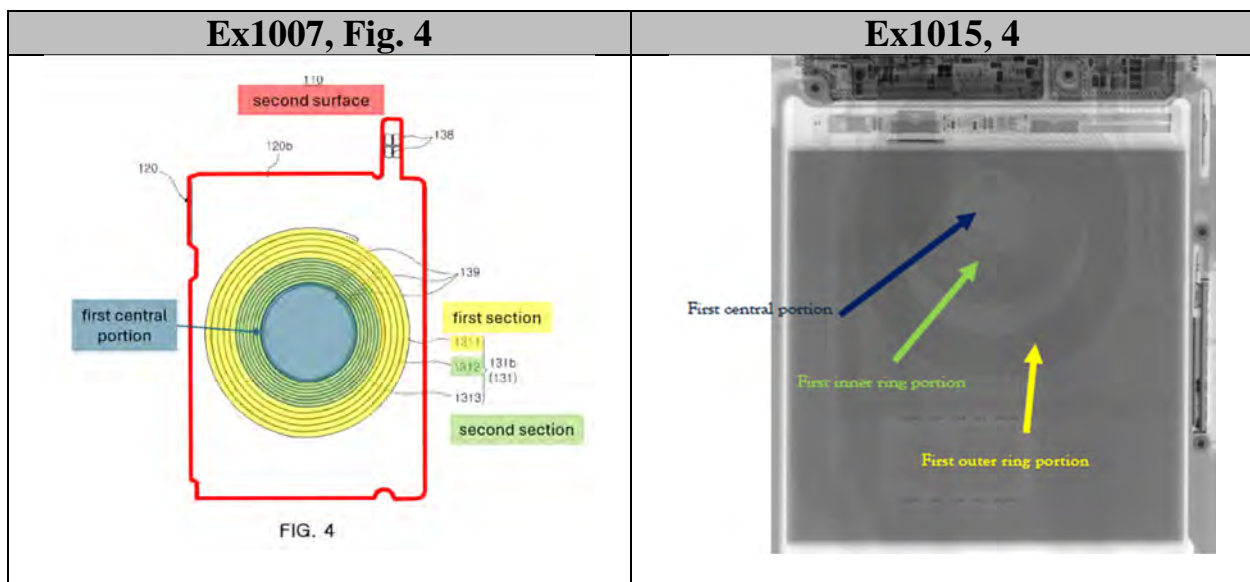 Ex1007, Fig. 4
Ex1015, 4
110
second surface
138
120b
120
139
first central
portion
first section
1311
1312
131b
(131)
1313
second section
FIG. 4
First central portion
First inner ring portion
First outer ring portion